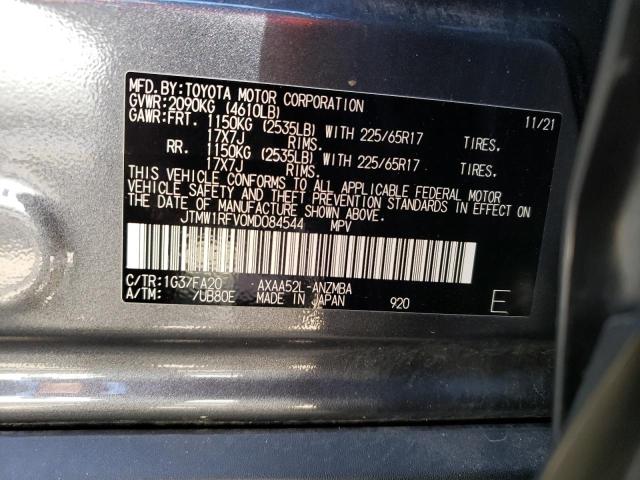 MFD.BY:TOYOTA MOTOR CORPORATION 11/21
GVWR:2090KG (4610LB)
GAWR:FRT. 1150KG (2535LB) WITH 225/65R17 TIRES,
17X7J RIMS.
RR. 1150KG (2535LB) WITH 225/65R17 TIRES,
17X7J RIMS.
THIS VEHICLE CONFORMS TO ALL APPLICABLE FEDERAL MOTOR
VEHICLE SAFETY AND THEFT PREVENTION STANDARDS IN EFFECT ON
THE DATE OF MANUFACTURE SHOWN ABOVE.
JTMW1RFV0MD084544 MPV
C/TR:1G3/FA20 AXAA52L-ANZMBA
A/TM: /UB80E MADE IN JAPAN 920 E